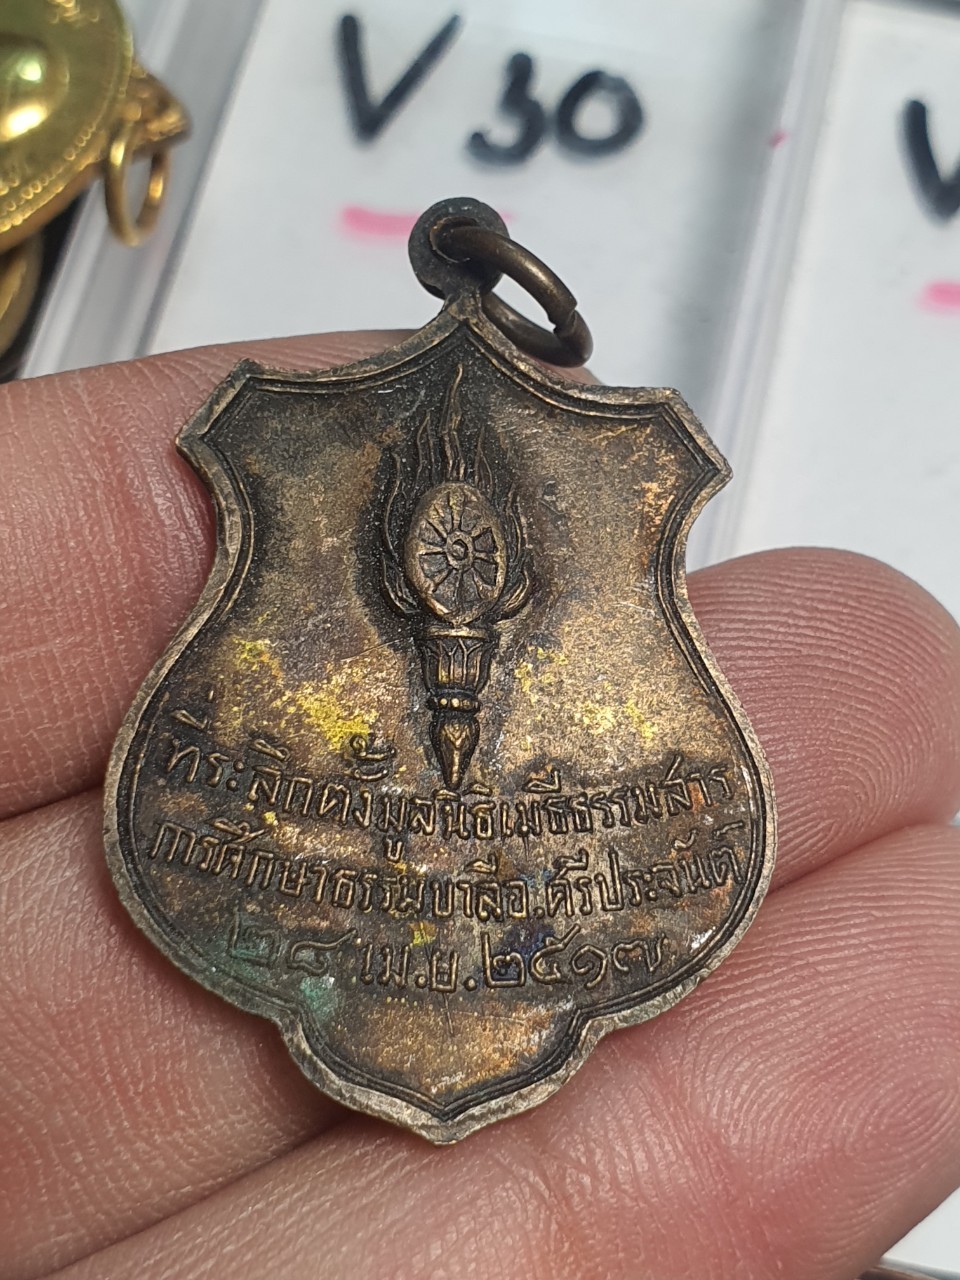 V 30
V
ที่ระลึกตั้งมูลนิธิเมธีธรรมสาร
การศึกษาธรรมบาลีอ.ศรีประจันต์
๒๘ เม.ย.๒๕๑๗